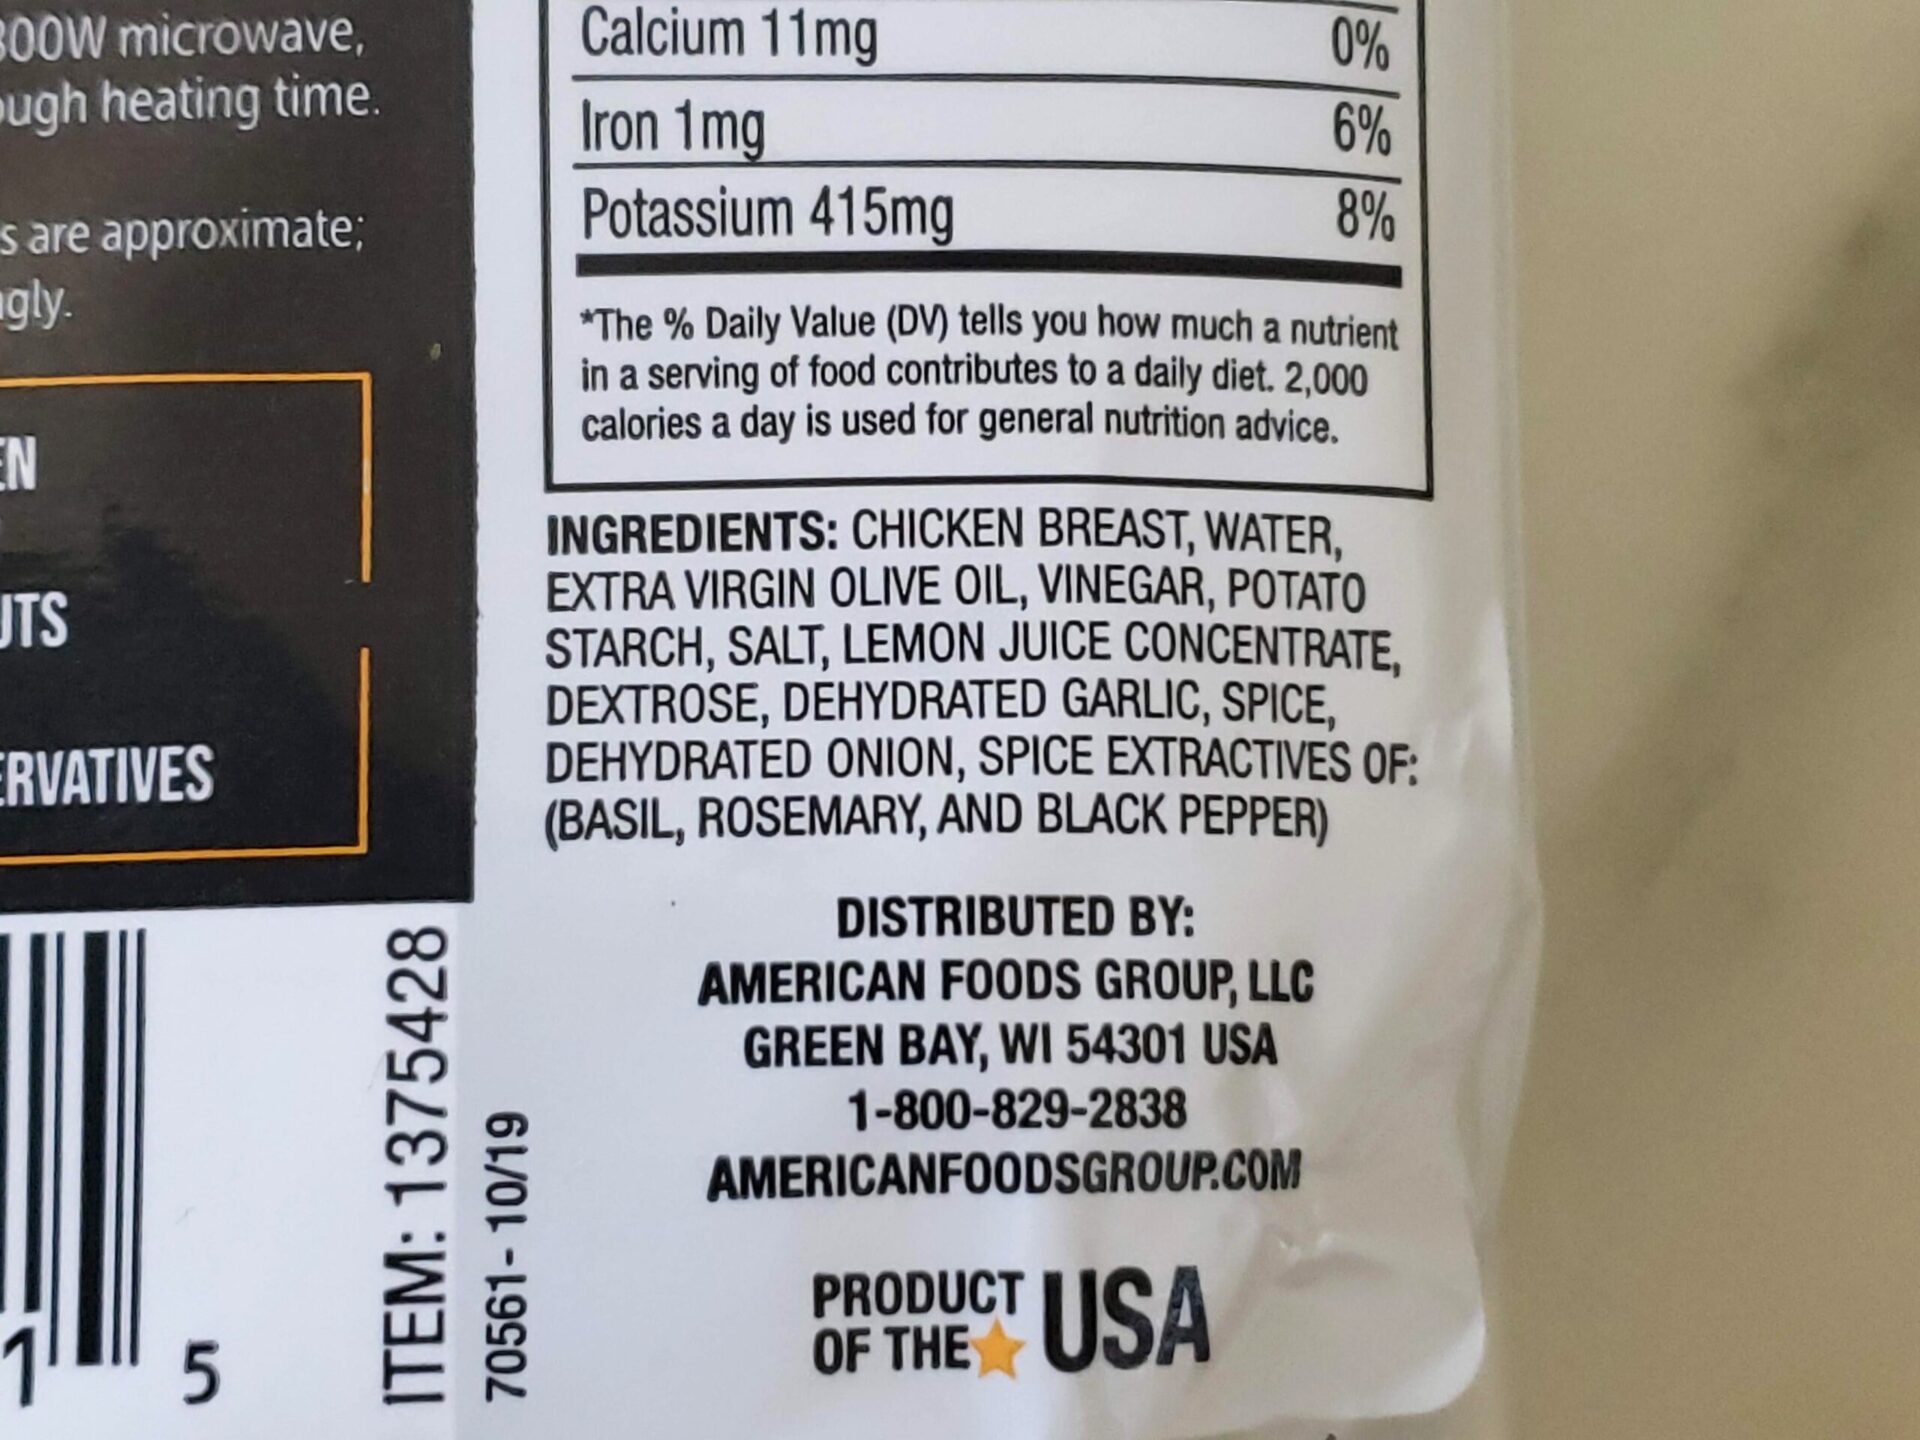 800W microwave,
ough heating time.
s are approximate;
gly.
EN
UTS
ERVATIVES
1 5
ITEM: 1375428
70561- 10/19
Calcium 11mg 0%
Iron 1mg 6%
Potassium 415mg 8%
*The % Daily Value (DV) tells you how much a nutrient
in a serving of food contributes to a daily diet. 2,000
calories a day is used for general nutrition advice.
INGREDIENTS: CHICKEN BREAST, WATER,
EXTRA VIRGIN OLIVE OIL, VINEGAR, POTATO
STARCH, SALT, LEMON JUICE CONCENTRATE,
DEXTROSE, DEHYDRATED GARLIC, SPICE,
DEHYDRATED ONION, SPICE EXTRACTIVES OF:
(BASIL, ROSEMARY, AND BLACK PEPPER)
DISTRIBUTED BY:
AMERICAN FOODS GROUP, LLC
GREEN BAY, WI 54301 USA
1-800-829-2838
AMERICANFOODSGROUP.COM
PRODUCT
OF THE USA